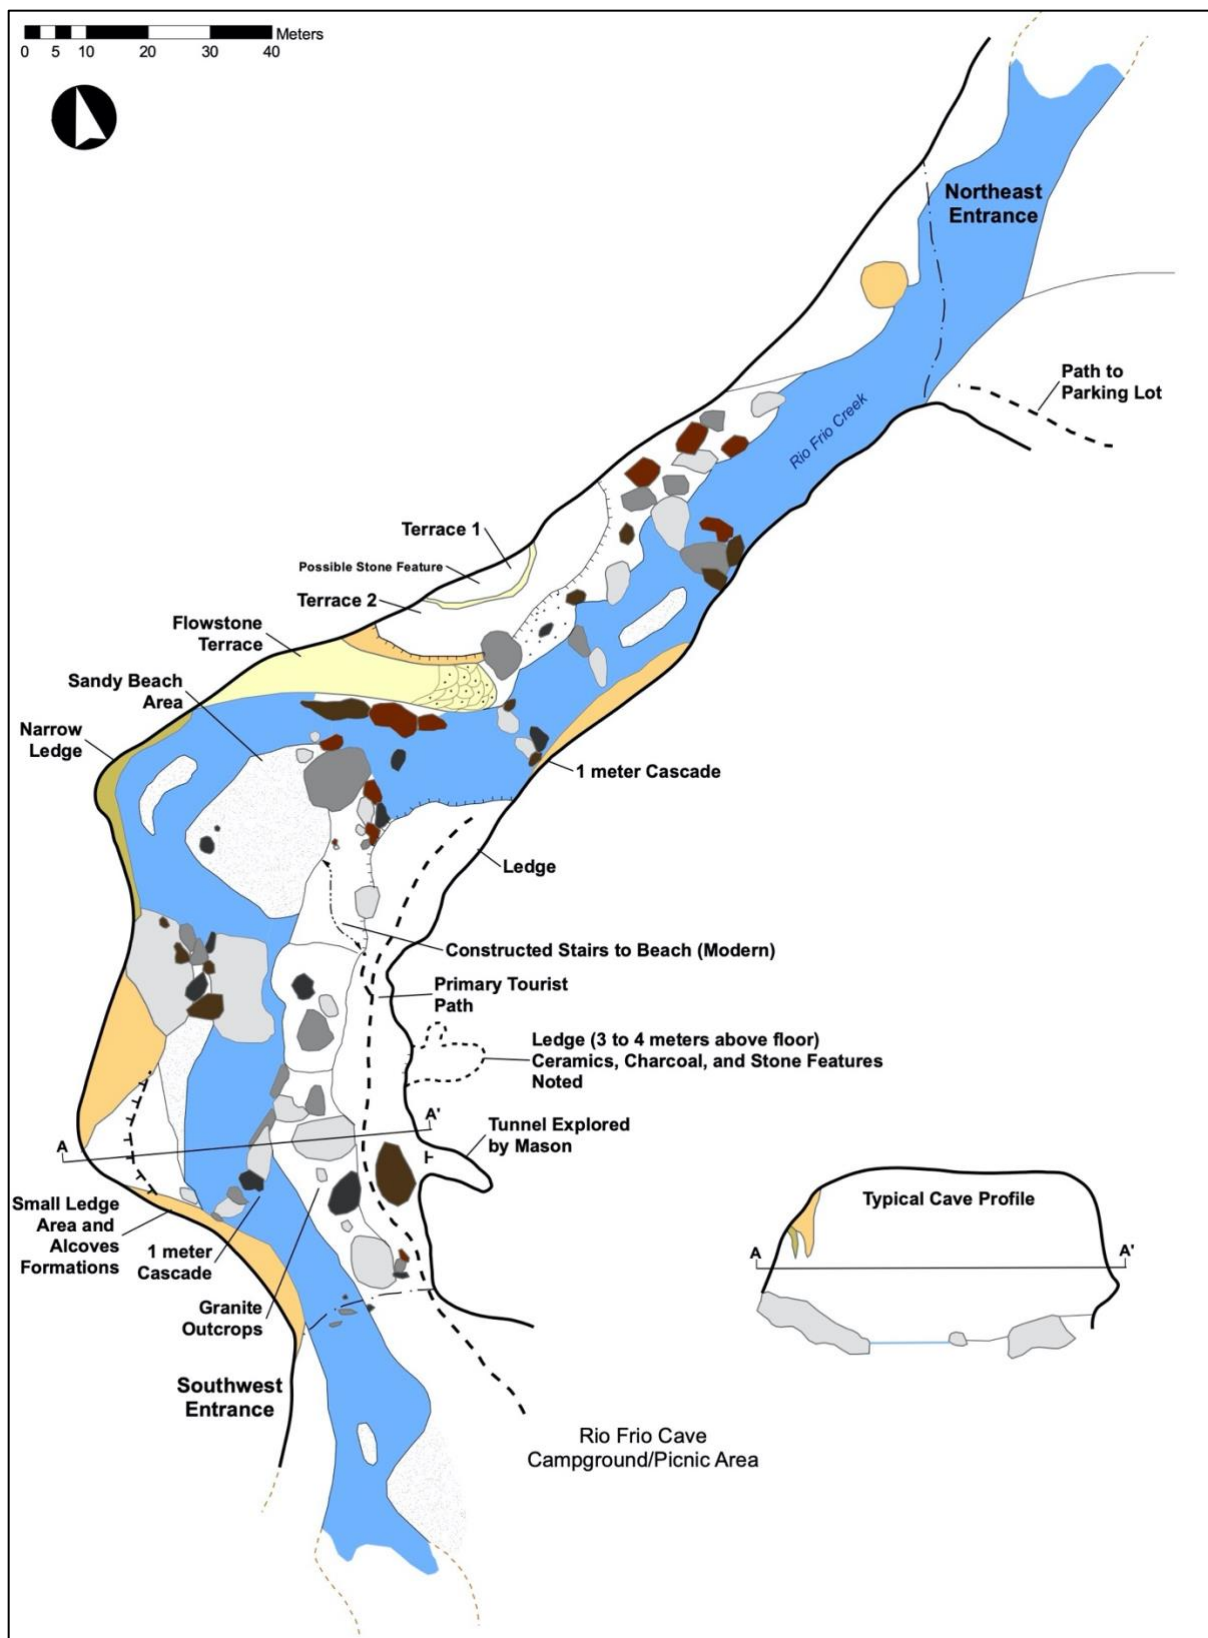 Meters
0 5 10 20 30 40
Northeast
Entrance
Path to
Parking Lot
Rio Frio Creek
Terrace 1
Possible Stone Feature
Terrace 2
Flowstone
Terrace
Sandy Beach
Area
Narrow
Ledge
1 meter Cascade
Ledge
Constructed Stairs to Beach (Modern)
Primary Tourist
Path
Ledge (3 to 4 meters above floor)
Ceramics, Charcoal, and Stone Features
Noted
A
A'
Tunnel Explored
by Mason
Small Ledge
Area and
Alcoves
Formations
1 meter
Cascade
Granite
Outcrops
Typical Cave Profile
A
A'
Southwest
Entrance
Rio Frio Cave
Campground/Picnic Area